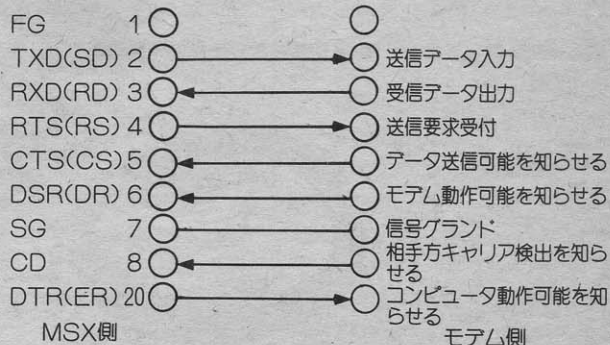 FG 1
TXD(SD) 2 送信データ入力
RXD(RD) 3 受信データ出力
RTS(RS) 4 送信要求受付
CTS(CS) 5 データ送信可能を知らせる
DSR(DR) 6 モデム動作可能を知らせる
SG 7 信号グランド
CD 8 相手方キャリア検出を知ら
せる
DTR(ER) 20 コンピュータ動作可能を知
らせる
MSX側 モデム側